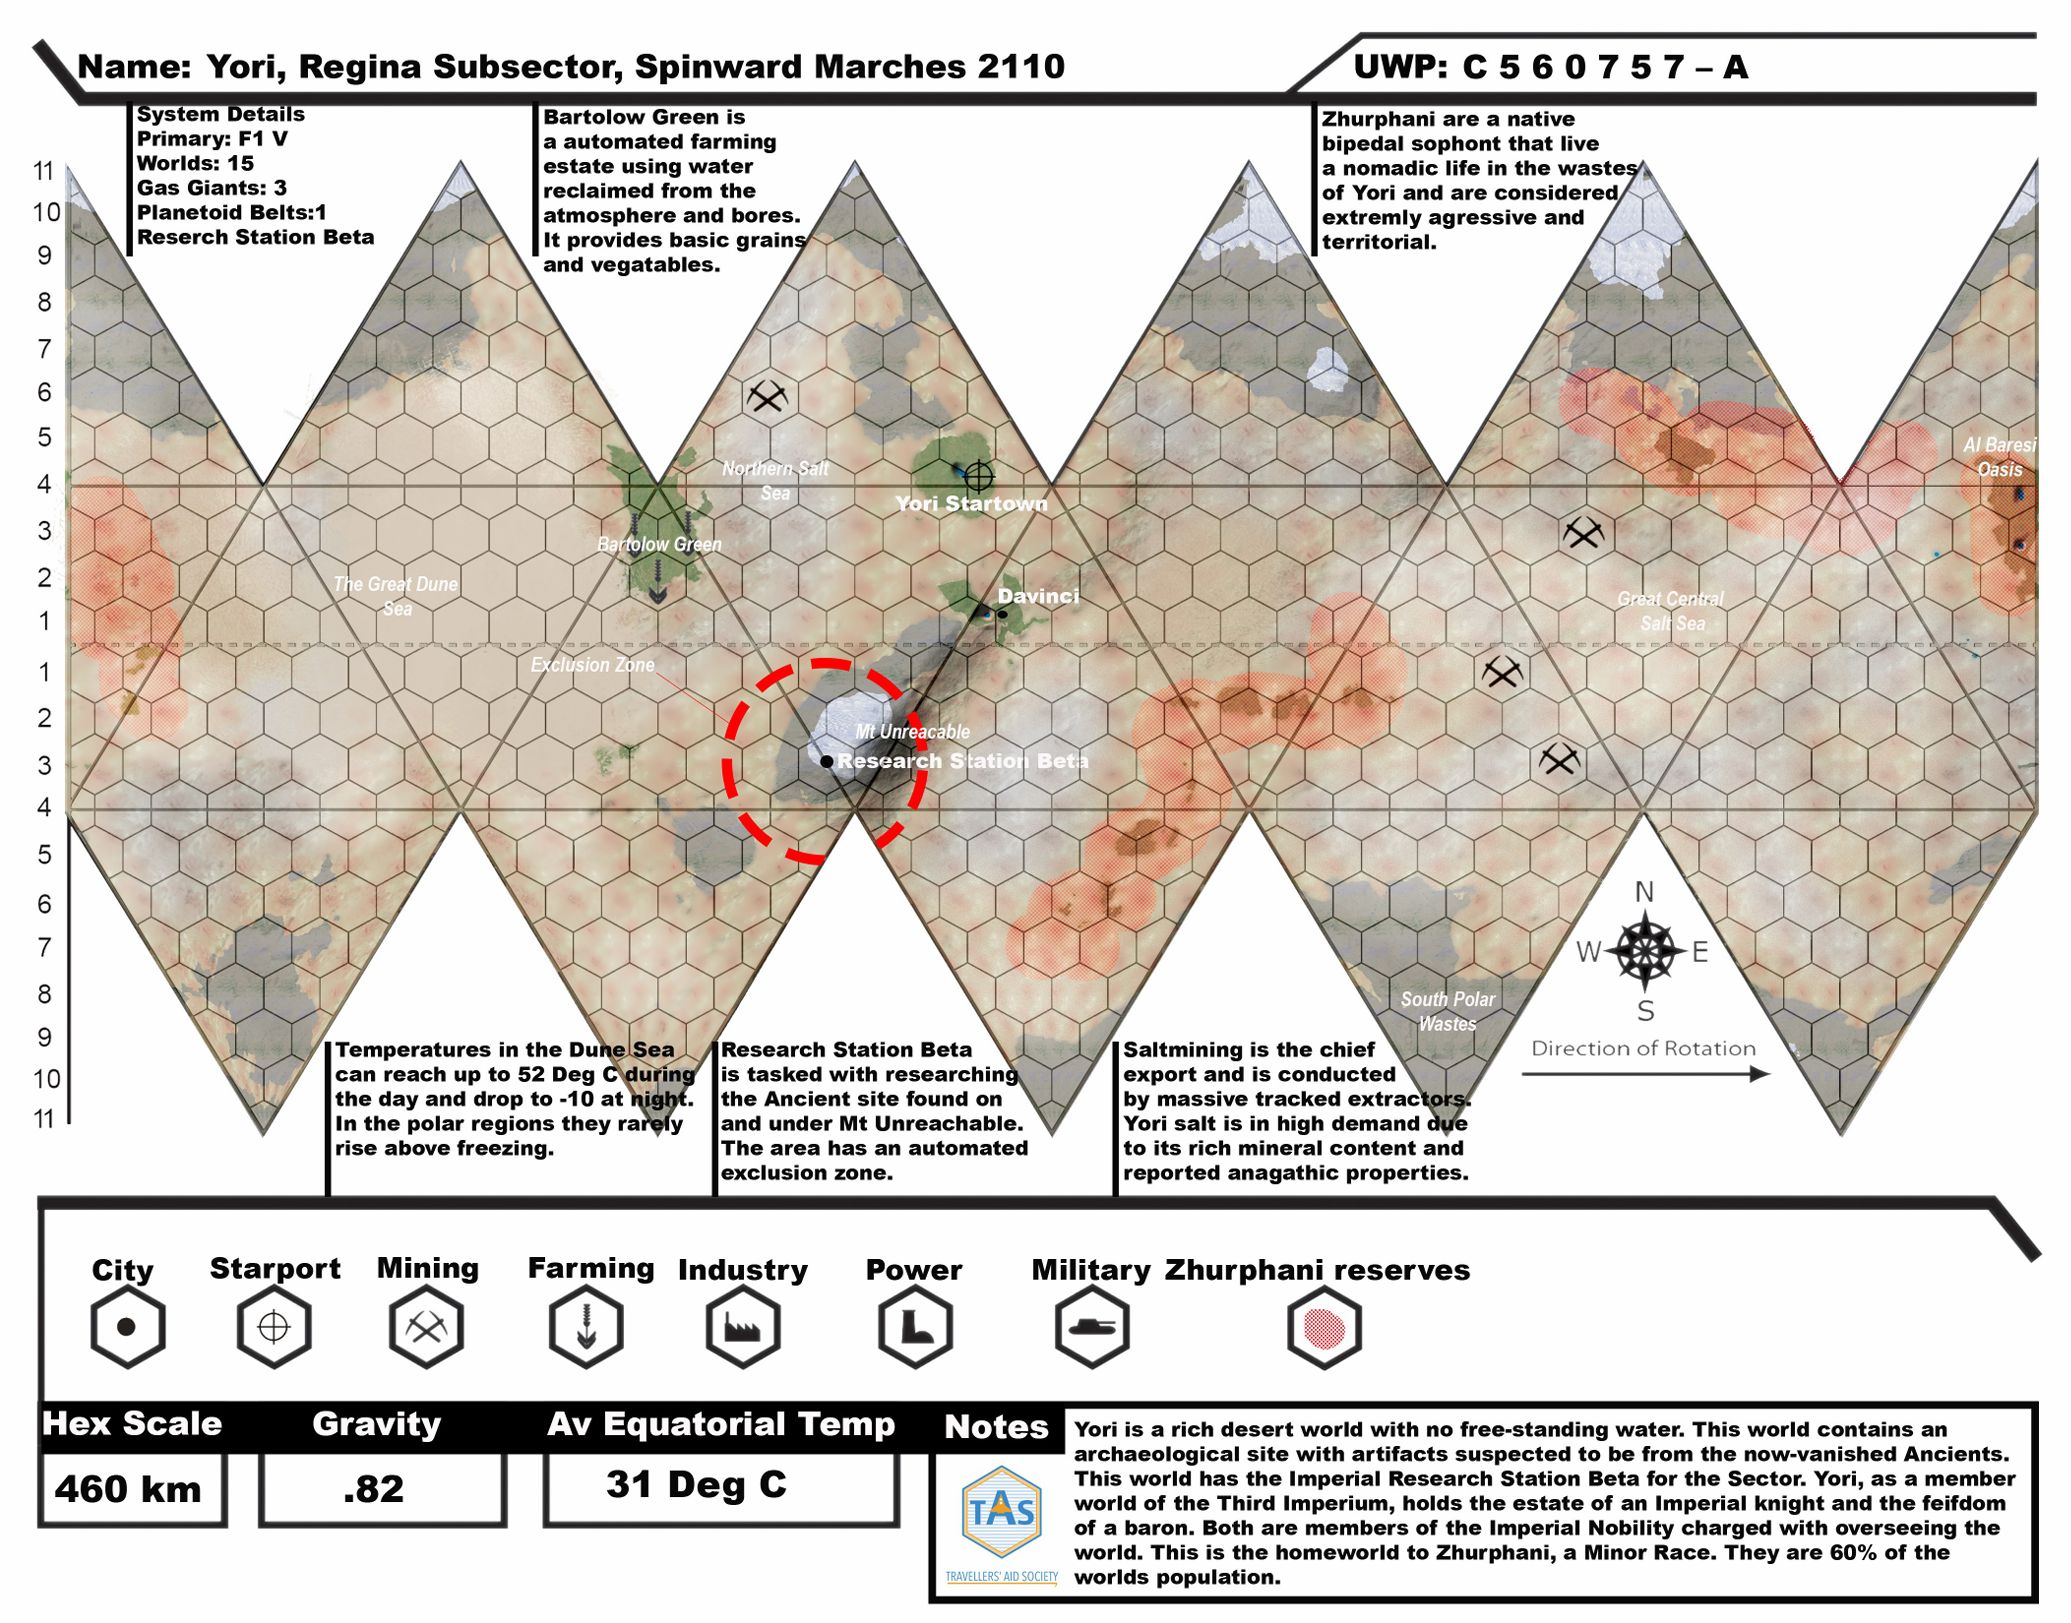 Name: Yori, Regina Subsector, Spinward Marches 2110
UWP: C 5 6 0 7 5 7 – A
System Details
Primary: F1 V
Worlds: 15
Gas Giants: 3
Planetoid Belts:1
Reserch Station Beta
Bartolow Green is
a automated farming
estate using water
reclaimed from the
atmosphere and bores.
It provides basic grains
and vegatables.
Zhurphani are a native
bipedal sophont that live
a nomadic life in the wastes
of Yori and are considered
extremly agressive and
territorial.
11
10
9
8
7
6
5
4
3
2
1
1
2
3
4
5
6
7
8
9
10
11
Al Baresi
Oasis
Northern Salt
Sea
Yori Startown
Bartolow Green
The Great Dune
Sea
Davinci
Great Central
Salt Sea
Exclusion Zone
Mt Unreacable
Research Station Beta
South Polar
Wastes
N
W
E
S
Direction of Rotation
Temperatures in the Dune Sea
can reach up to 52 Deg C during
the day and drop to -10 at night.
In the polar regions they rarely
rise above freezing.
Research Station Beta
is tasked with researching
the Ancient site found on
and under Mt Unreachable.
The area has an automated
exclusion zone.
Saltmining is the chief
export and is conducted
by massive tracked extractors.
Yori salt is in high demand due
to its rich mineral content and
reported anagathic properties.
City
Starport
Mining
Farming
Industry
Power
Military
Zhurphani reserves
Hex Scale
460 km
Gravity
.82
Av Equatorial Temp
31 Deg C
Notes
TAS
TRAVELLERS' AID SOCIETY
Yori is a rich desert world with no free-standing water. This world contains an
archaeological site with artifacts suspected to be from the now-vanished Ancients.
This world has the Imperial Research Station Beta for the Sector. Yori, as a member
world of the Third Imperium, holds the estate of an Imperial knight and the feifdom
of a baron. Both are members of the Imperial Nobility charged with overseeing the
world. This is the homeworld to Zhurphani, a Minor Race. They are 60% of the
worlds population.